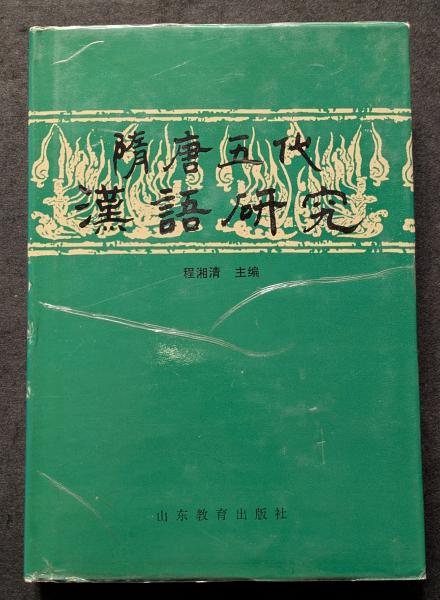 隋唐五代
漢語研究
程湘清 主编
山东教育出版社